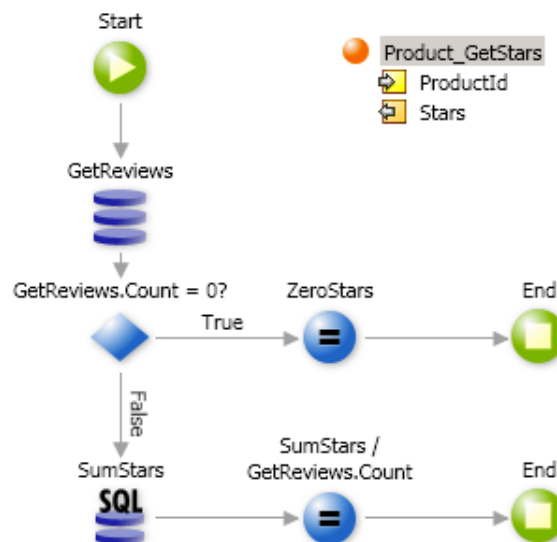 Start
Product_GetStars
ProductId
Stars
GetReviews
GetReviews.Count = 0?
ZeroStars
End
True
False
SumStars
SQL
SumStars /
GetReviews.Count
End